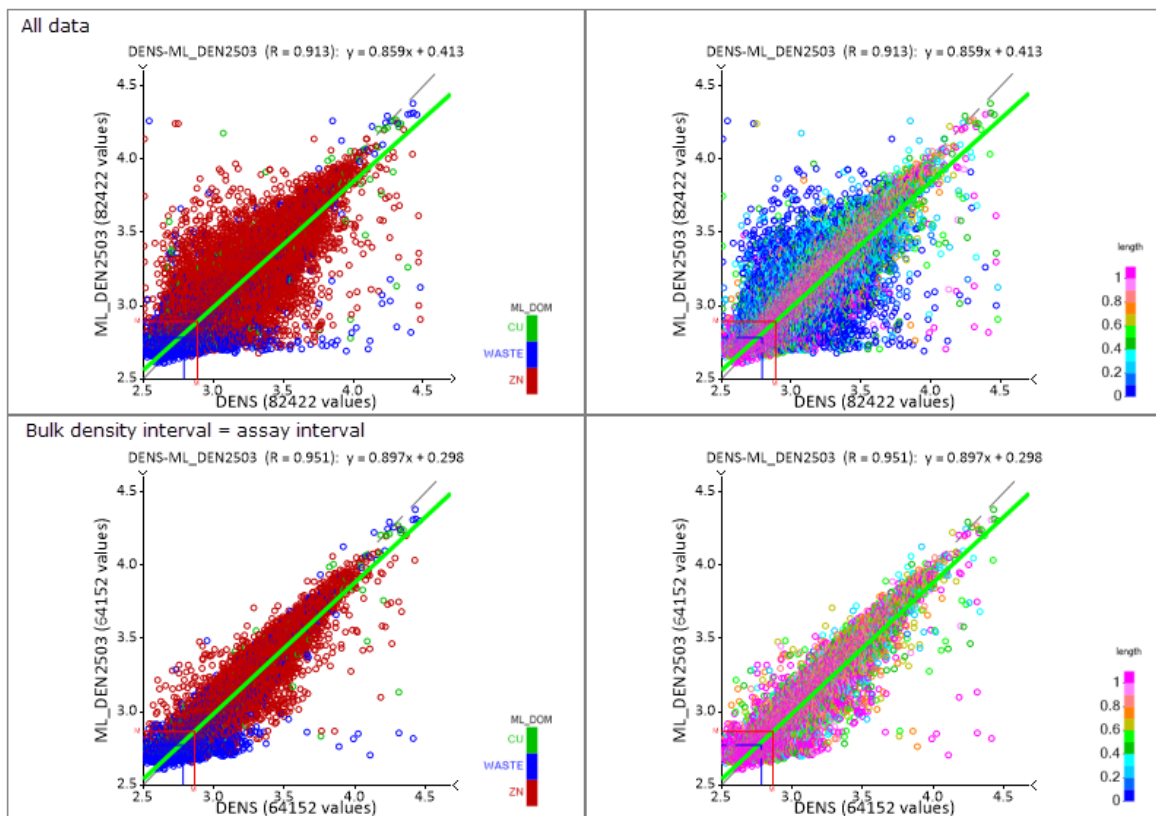 All data
DENS-ML_DEN2503 (R = 0.913): y = 0.859x + 0.413
4.5
4.0
3.5
3.0
2.5
ML_DEN2503 (82422 values)
2.5 3.0 3.5 4.0 4.5
DENS (82422 values)
ML_DOM
CU
WASTE
ZN
DENS-ML_DEN2503 (R = 0.913): y = 0.859x + 0.413
4.5
4.0
3.5
3.0
2.5
ML_DEN2503 (82422 values)
2.5 3.0 3.5 4.0 4.5
DENS (82422 values)
length
1
0.8
0.6
0.4
0.2
0
Bulk density interval = assay interval
DENS-ML_DEN2503 (R = 0.951): y = 0.897x + 0.298
4.5
4.0
3.5
3.0
2.5
ML_DEN2503 (64152 values)
2.5 3.0 3.5 4.0 4.5
DENS (64152 values)
ML_DOM
CU
WASTE
ZN
DENS-ML_DEN2503 (R = 0.951): y = 0.897x + 0.298
4.5
4.0
3.5
3.0
2.5
ML_DEN2503 (64152 values)
2.5 3.0 3.5 4.0 4.5
DENS (64152 values)
length
1
0.8
0.6
0.4
0.2
0